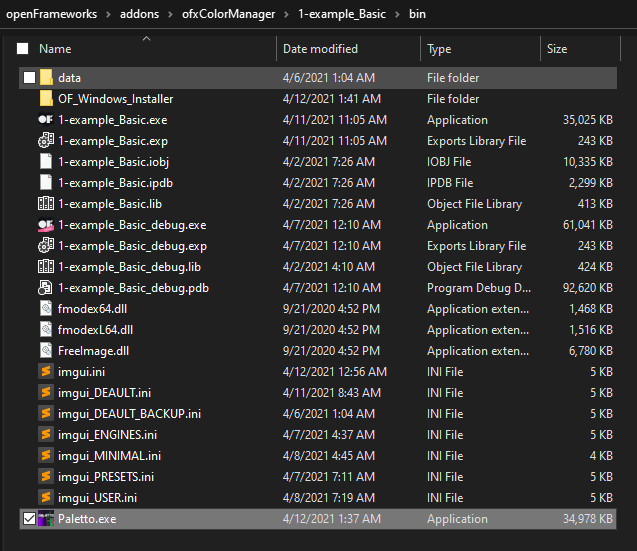 openFrameworks > addons > ofxColorManager > 1-example_Basic > bin
Name Date modified Type Size
data 4/6/2021 1:04 AM File folder
OF_Windows_Installer 4/12/2021 1:41 AM File folder
1-example_Basic.exe 4/11/2021 11:05 AM Application 35,025 KB
1-example_Basic.exp 4/11/2021 11:05 AM Exports Library File 243 KB
1-example_Basic.iobj 4/2/2021 7:26 AM IOBJ File 10,335 KB
1-example_Basic.ipdb 4/2/2021 7:26 AM IPDB File 2,299 KB
1-example_Basic.lib 4/2/2021 7:26 AM Object File Library 413 KB
1-example_Basic_debug.exe 4/7/2021 12:10 AM Application 61,041 KB
1-example_Basic_debug.exp 4/7/2021 12:10 AM Exports Library File 243 KB
1-example_Basic_debug.lib 4/2/2021 4:10 AM Object File Library 424 KB
1-example_Basic_debug.pdb 4/7/2021 12:10 AM Program Debug D... 92,620 KB
fmodex64.dll 9/21/2020 4:52 PM Application exten... 1,468 KB
fmodexL64.dll 9/21/2020 4:52 PM Application exten... 1,516 KB
FreeImage.dll 9/21/2020 4:52 PM Application exten... 6,780 KB
imgui.ini 4/12/2021 12:56 AM INI File 5 KB
imgui_DEAULT.ini 4/11/2021 8:43 AM INI File 5 KB
imgui_DEAULT_BACKUP.ini 4/6/2021 1:04 AM INI File 5 KB
imgui_ENGINES.ini 4/7/2021 4:37 AM INI File 5 KB
imgui_MINIMAL.ini 4/8/2021 4:45 AM INI File 4 KB
imgui_PRESETS.ini 4/7/2021 7:11 AM INI File 5 KB
imgui_USER.ini 4/8/2021 7:19 AM INI File 5 KB
Paletto.exe 4/12/2021 1:37 AM Application 34,978 KB